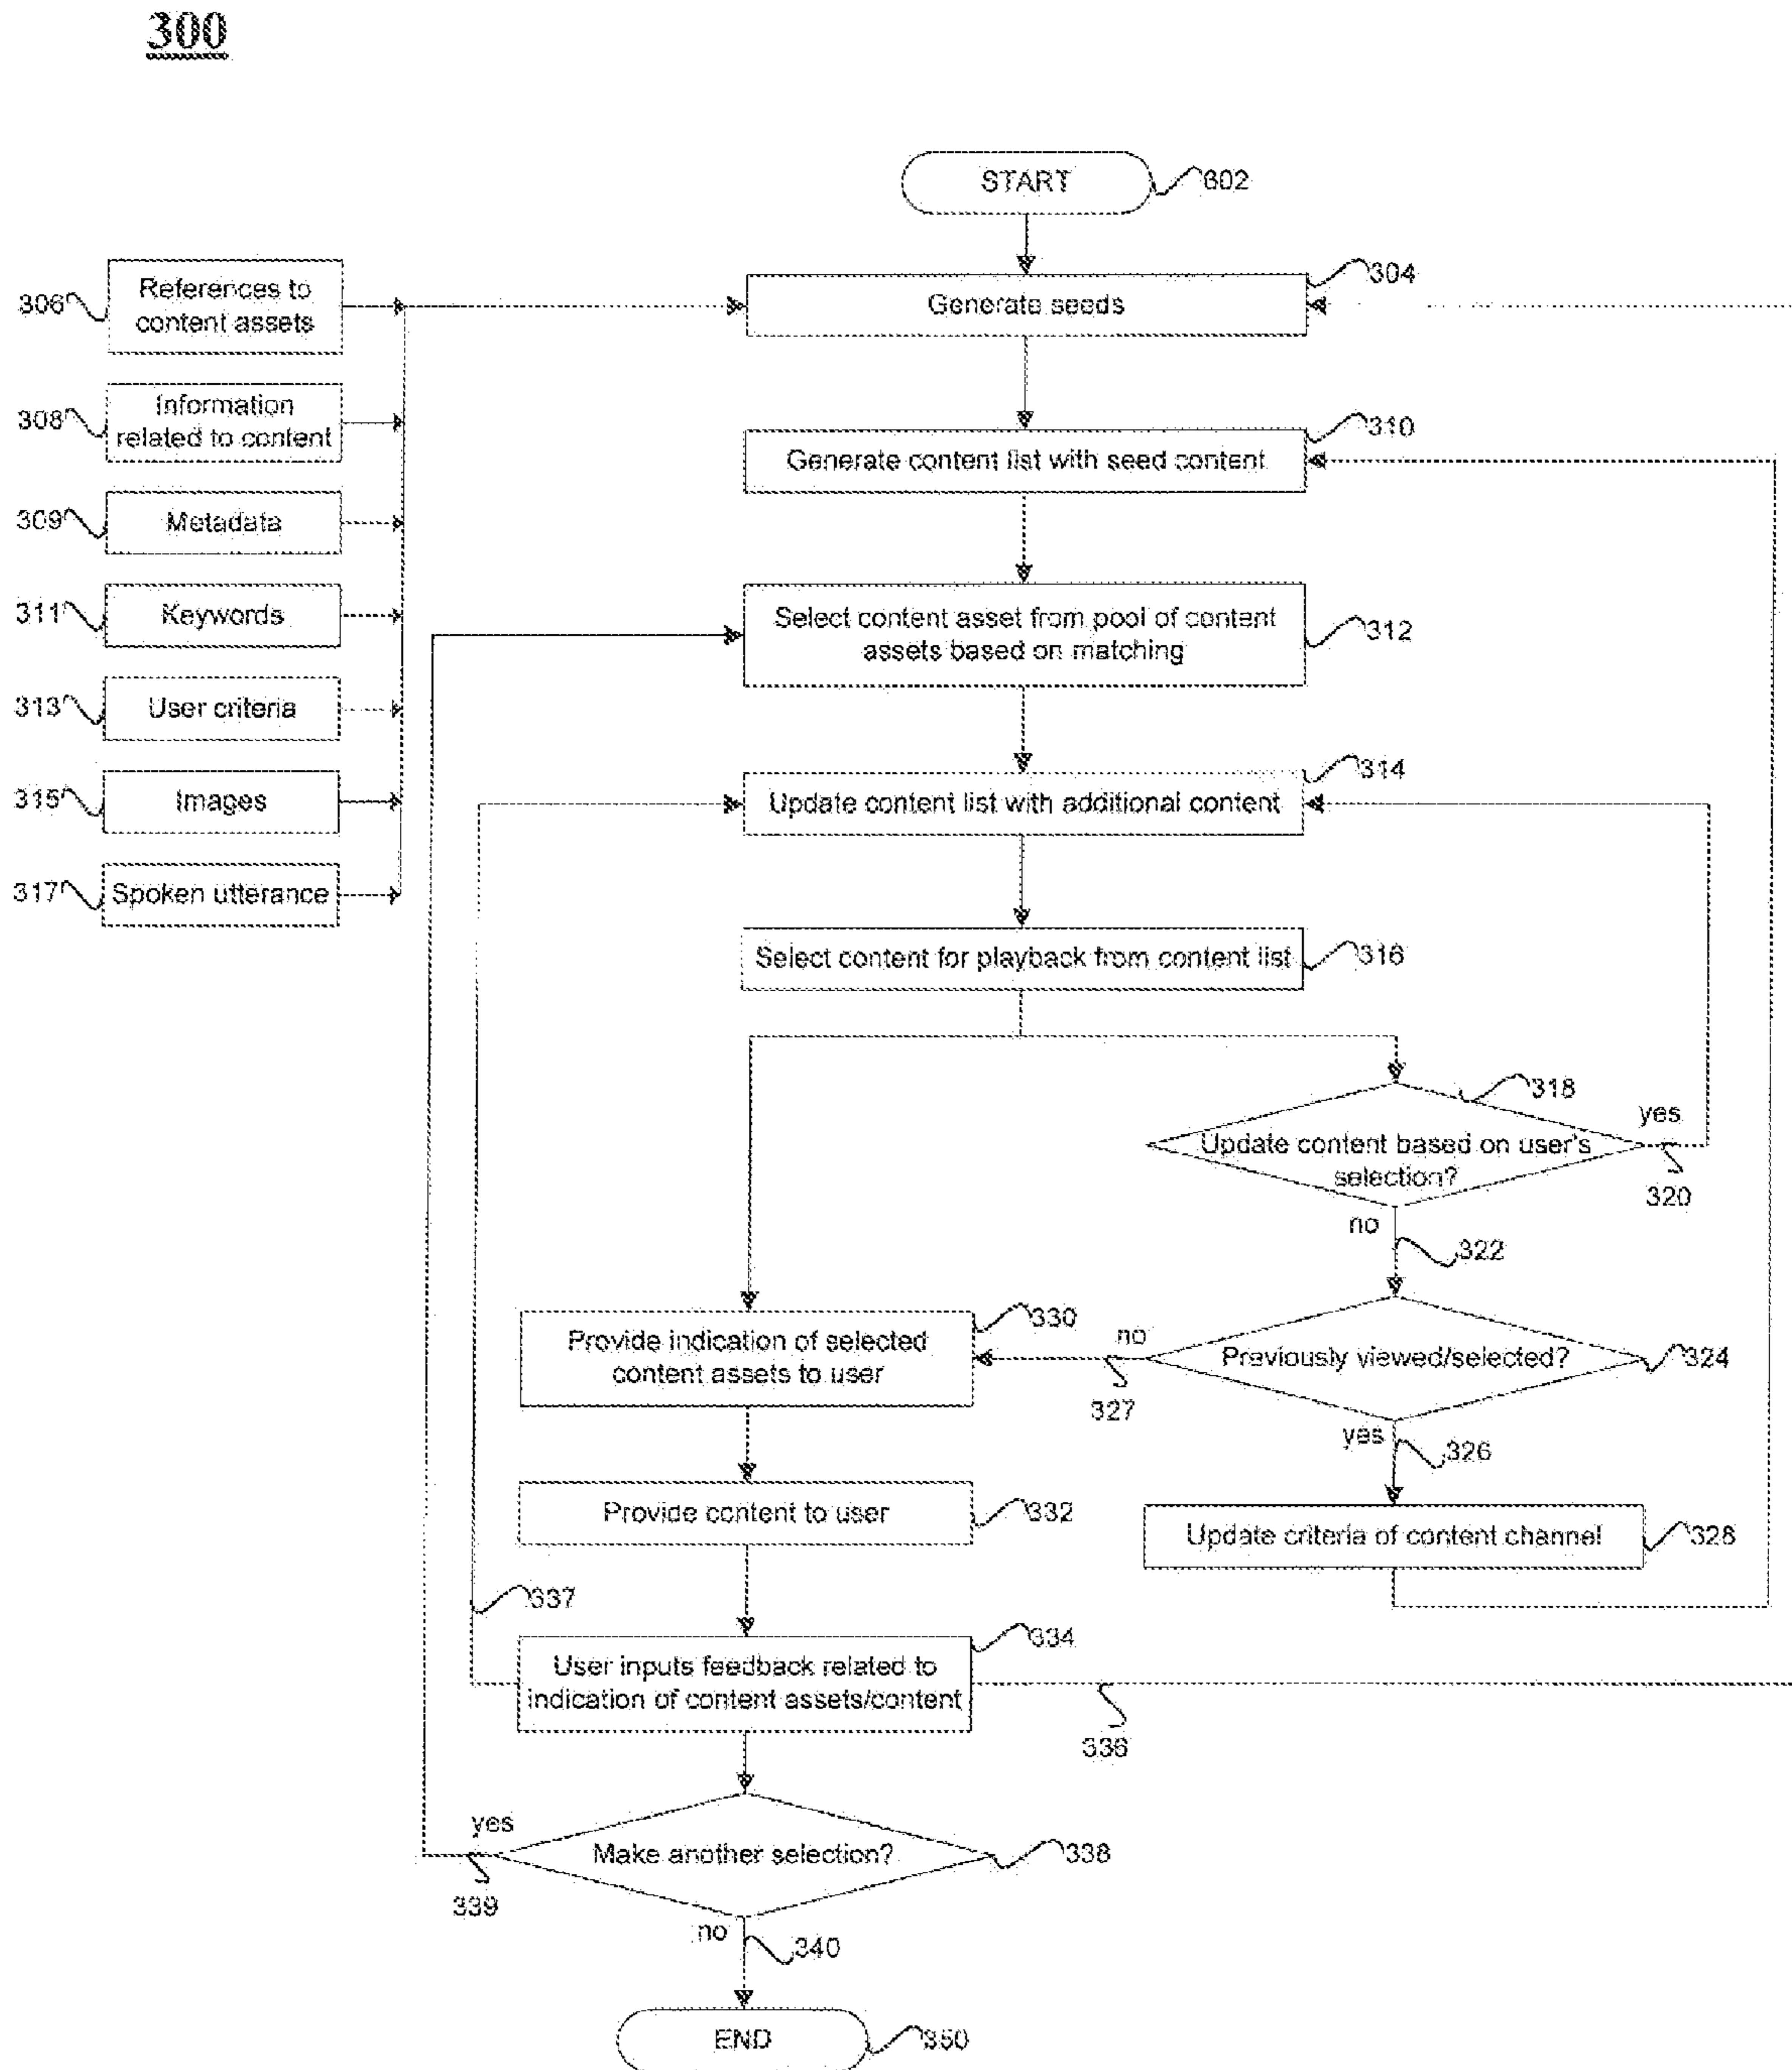 300
START
302
306
References to
content assets
304
Generate seeds
308
Information
related to content
310
Generate content list with seed content
309
Metadata
311
Keywords
Select content asset from pool of content
assets based on matching
312
313
User criteria
315
Images
314
Update content list with additional content
317
Spoken utterance
Select content for playback from content list
316
318
Update content based on user's
selection?
yes
320
no
322
330
Provide indication of selected
content assets to user
no
327
Previously viewed/selected?
324
yes
326
Provide content to user
332
Update criteria of content channel
328
337
334
User inputs feedback related to
indication of content assets/content
336
yes
Make another selection?
338
339
no
340
END
350